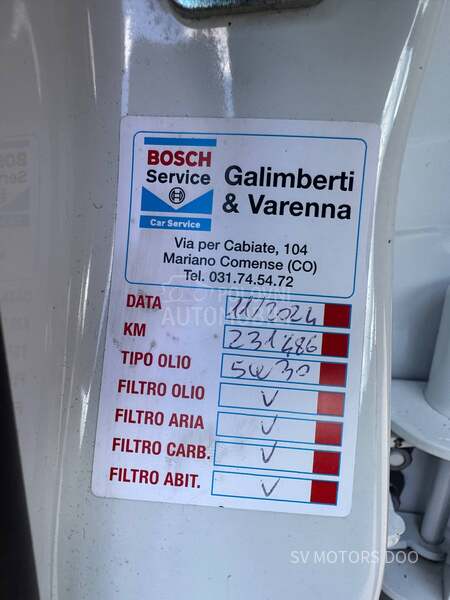 BOSCH
Service
Car Service
Galimberti
& Varenna
Via per Cabiate, 104
Mariano Comense (CO)
Tel. 031.74.54.72
DATA 11/2024
KM 231486
TIPO OLIO 5W30
FILTRO OLIO V
FILTRO ARIA V
FILTRO CARB. V
FILTRO ABIT. V
SV MOTORS DOO